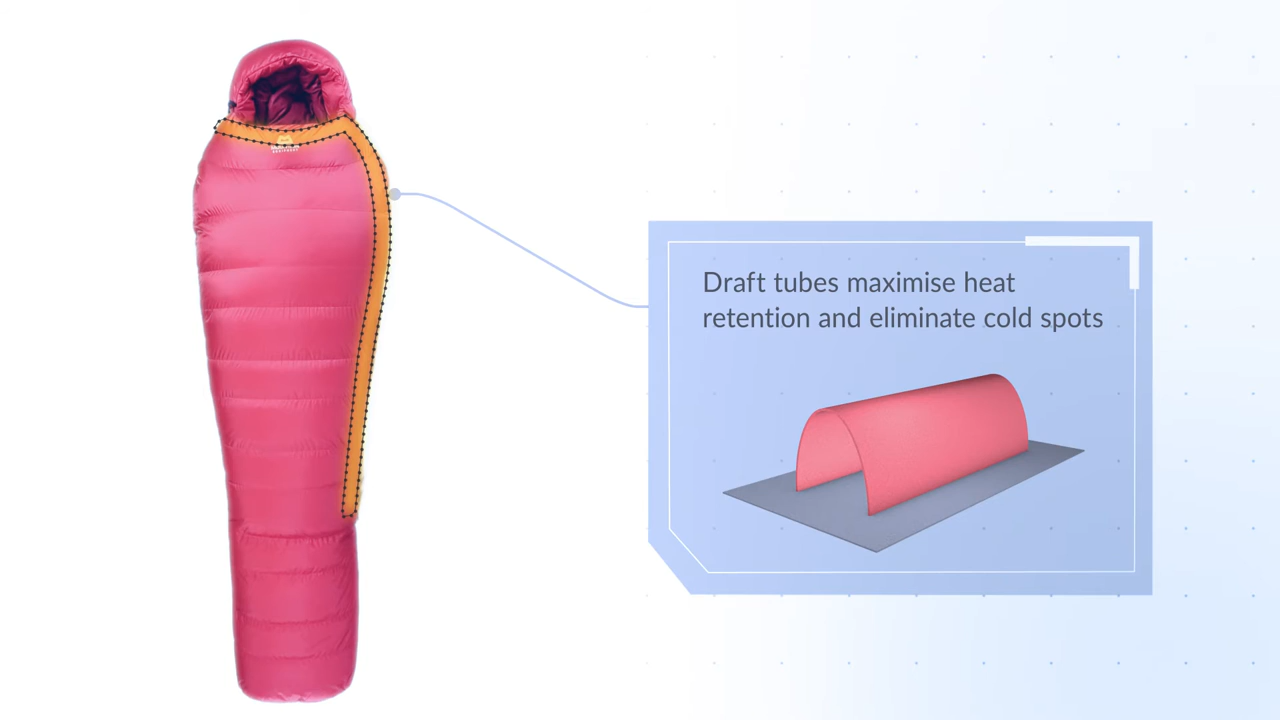 Draft tubes maximise heat
retention and eliminate cold spots